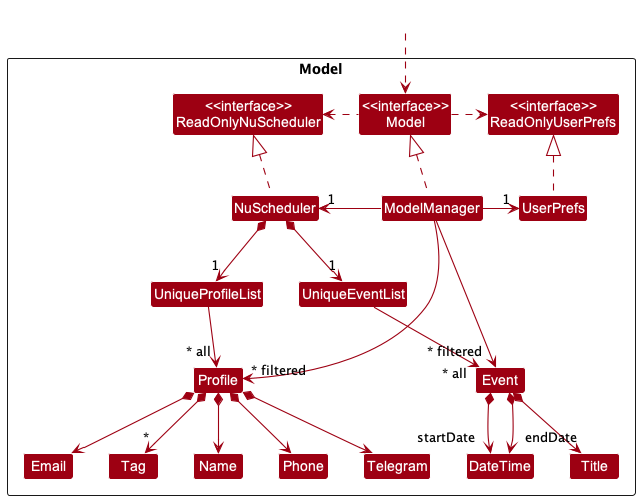 Model
<<interface>>
ReadOnlyNuScheduler
<<interface>>
Model
<<interface>>
ReadOnlyUserPrefs
NuScheduler
1
ModelManager
1
UserPrefs
1
1
UniqueProfileList
UniqueEventList
* all
* filtered
* filtered
* all
Profile
Event
*
startDate
endDate
Email
Tag
Name
Phone
Telegram
DateTime
Title